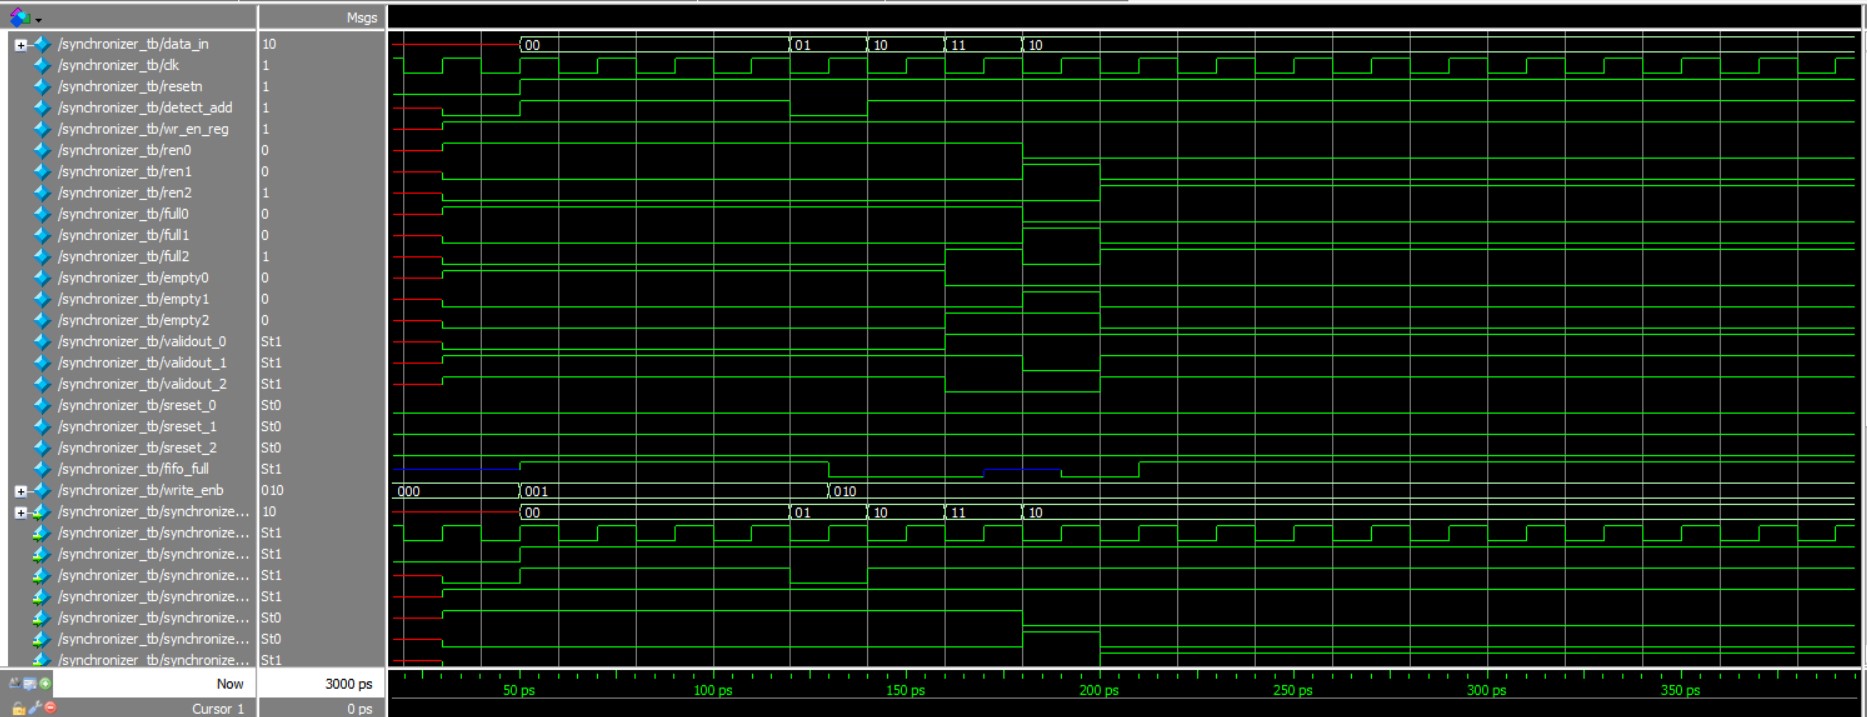 Msgs
/synchronizer_tb/data_in 10 00 01 10 11 10
/synchronizer_tb/clk 1
/synchronizer_tb/resetn 1
/synchronizer_tb/detect_add 1
/synchronizer_tb/wr_en_reg 1
/synchronizer_tb/ren0 0
/synchronizer_tb/ren1 0
/synchronizer_tb/ren2 1
/synchronizer_tb/full0 0
/synchronizer_tb/full1 0
/synchronizer_tb/full2 1
/synchronizer_tb/empty0 0
/synchronizer_tb/empty1 0
/synchronizer_tb/empty2 0
/synchronizer_tb/validout_0 St1
/synchronizer_tb/validout_1 St1
/synchronizer_tb/validout_2 St1
/synchronizer_tb/sreset_0 St0
/synchronizer_tb/sreset_1 St0
/synchronizer_tb/sreset_2 St0
/synchronizer_tb/fifo_full St1
/synchronizer_tb/write_enb 010 000 001 010
/synchronizer_tb/synchronize... 10 00 01 10 11 10
/synchronizer_tb/synchronize... St1
/synchronizer_tb/synchronize... St1
/synchronizer_tb/synchronize... St1
/synchronizer_tb/synchronize... St1
/synchronizer_tb/synchronize... St0
/synchronizer_tb/synchronize... St0
/synchronizer_tb/synchronize... St1
Now 3000 ps 50 ps 100 ps 150 ps 200 ps 250 ps 300 ps 350 ps
Cursor 1 0 ps